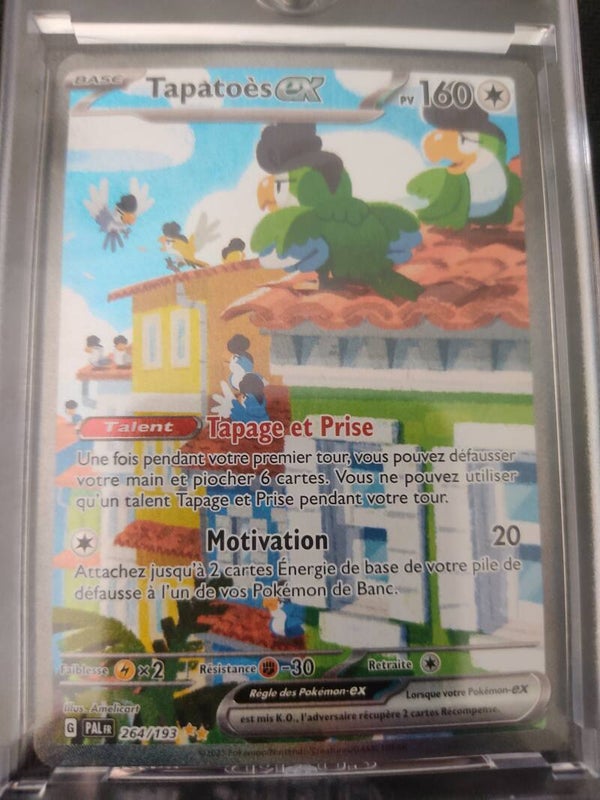 BASE Tapatoès ex PV 160
Talent Tapage et Prise
Une fois pendant votre premier tour, vous pouvez défausser
votre main et piocher 6 cartes. Vous ne pouvez utiliser
qu'un talent Tapage et Prise pendant votre tour.
Motivation 20
Attachez jusqu'à 2 cartes Énergie de base de votre pile de
défausse à l'un de vos Pokémon de Banc.
Faiblesse ×2 Résistance -30 Retraite
Règle des Pokémon-ex Lorsque votre Pokémon-ex
est mis K.O., l'adversaire récupère 2 cartes Récompense.
Illus. Amelicart
G PAL FR 264/193